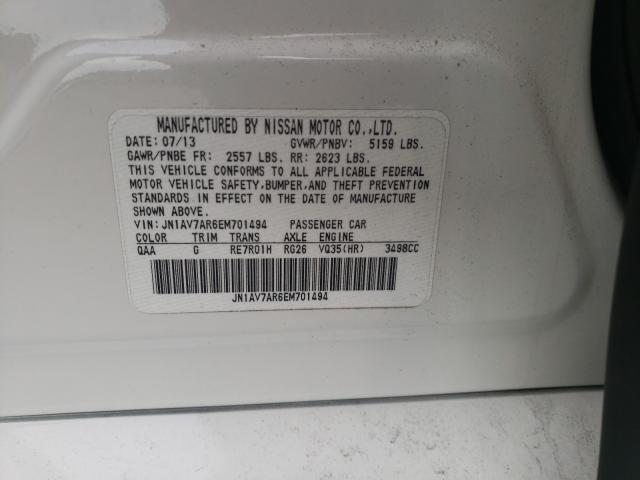 MANUFACTURED BY NISSAN MOTOR CO.,LTD.
DATE: 07/13 GVWR/PNBV: 5159 LBS.
GAWR/PNBE FR: 2557 LBS. RR: 2623 LBS.
THIS VEHICLE CONFORMS TO ALL APPLICABLE FEDERAL
MOTOR VEHICLE SAFETY,BUMPER,AND THEFT PREVENTION
STANDARDS IN EFFECT ON THE DATE OF MANUFACTURE
SHOWN ABOVE.
VIN: JN1AV7AR6EM701494 PASSENGER CAR
COLOR TRIM TRANS AXLE ENGINE
QAA G RE7R01H RG26 VQ35(HR) 3498CC
JN1AV7AR6EM701494